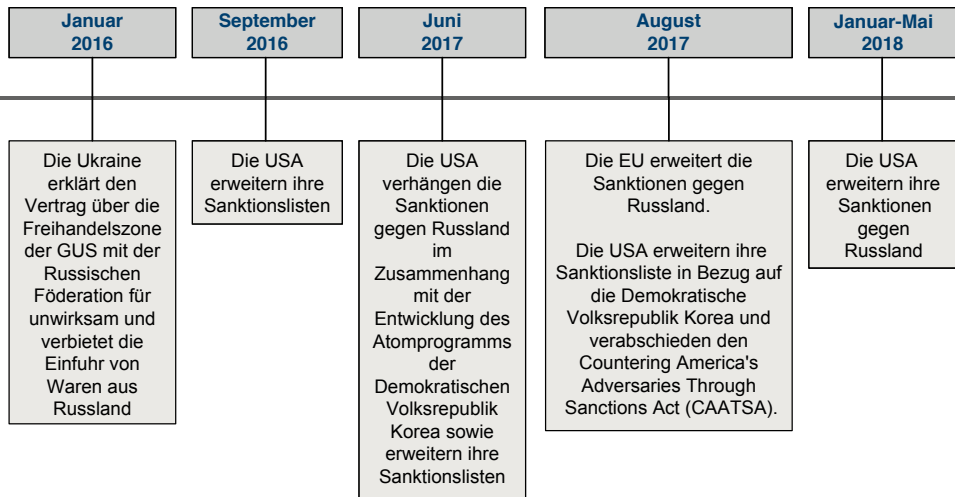 Januar
2016
Die Ukraine
erklärt den
Vertrag über die
Freihandelszone
der GUS mit der
Russischen
Föderation für
unwirksam und
verbietet die
Einfuhr von
Waren aus
Russland
September
2016
Die USA
erweitern ihre
Sanktionslisten
Juni
2017
Die USA
verhängen die
Sanktionen
gegen Russland
im
Zusammenhang
mit der
Entwicklung des
Atomprogramms
der
Demokratischen
Volksrepublik
Korea sowie
erweitern ihre
Sanktionslisten
August
2017
Die EU erweitert die
Sanktionen gegen
Russland.
Die USA erweitern ihre
Sanktionsliste in Bezug auf
die Demokratische
Volksrepublik Korea und
verabschieden den
Countering America's
Adversaries Through
Sanctions Act (CAATSA).
Januar-Mai
2018
Die USA
erweitern ihre
Sanktionen
gegen
Russland